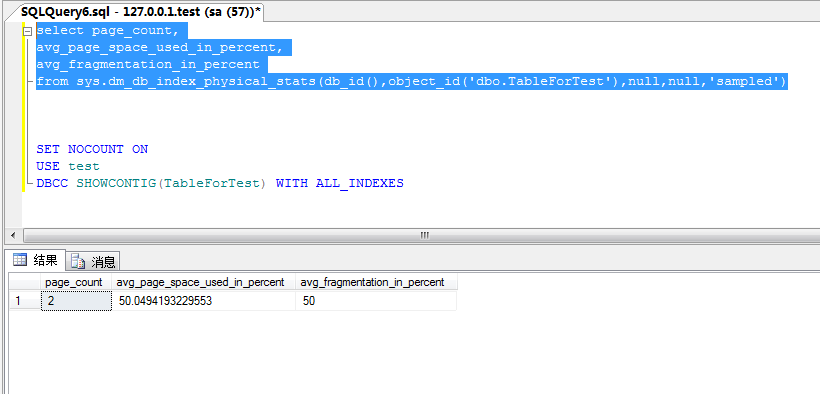 SQLQuery6.sql - 127.0.0.1.test (sa (57))*
select page_count,
avg_page_space_used_in_percent,
avg_fragmentation_in_percent
from sys.dm_db_index_physical_stats(db_id(),object_id('dbo.TableForTest'),null,null,'sampled')
SET NOCOUNT ON
USE test
DBCC SHOWCONTIG(TableForTest) WITH ALL_INDEXES
结果 消息
page_count avg_page_space_used_in_percent avg_fragmentation_in_percent
1 2 50.0494193229553 50